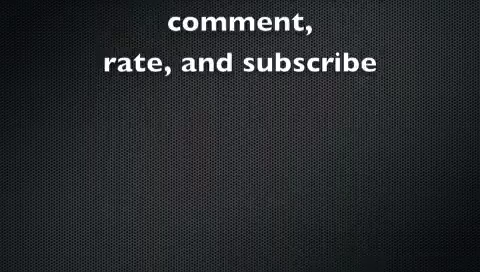 comment,
rate, and subscribe